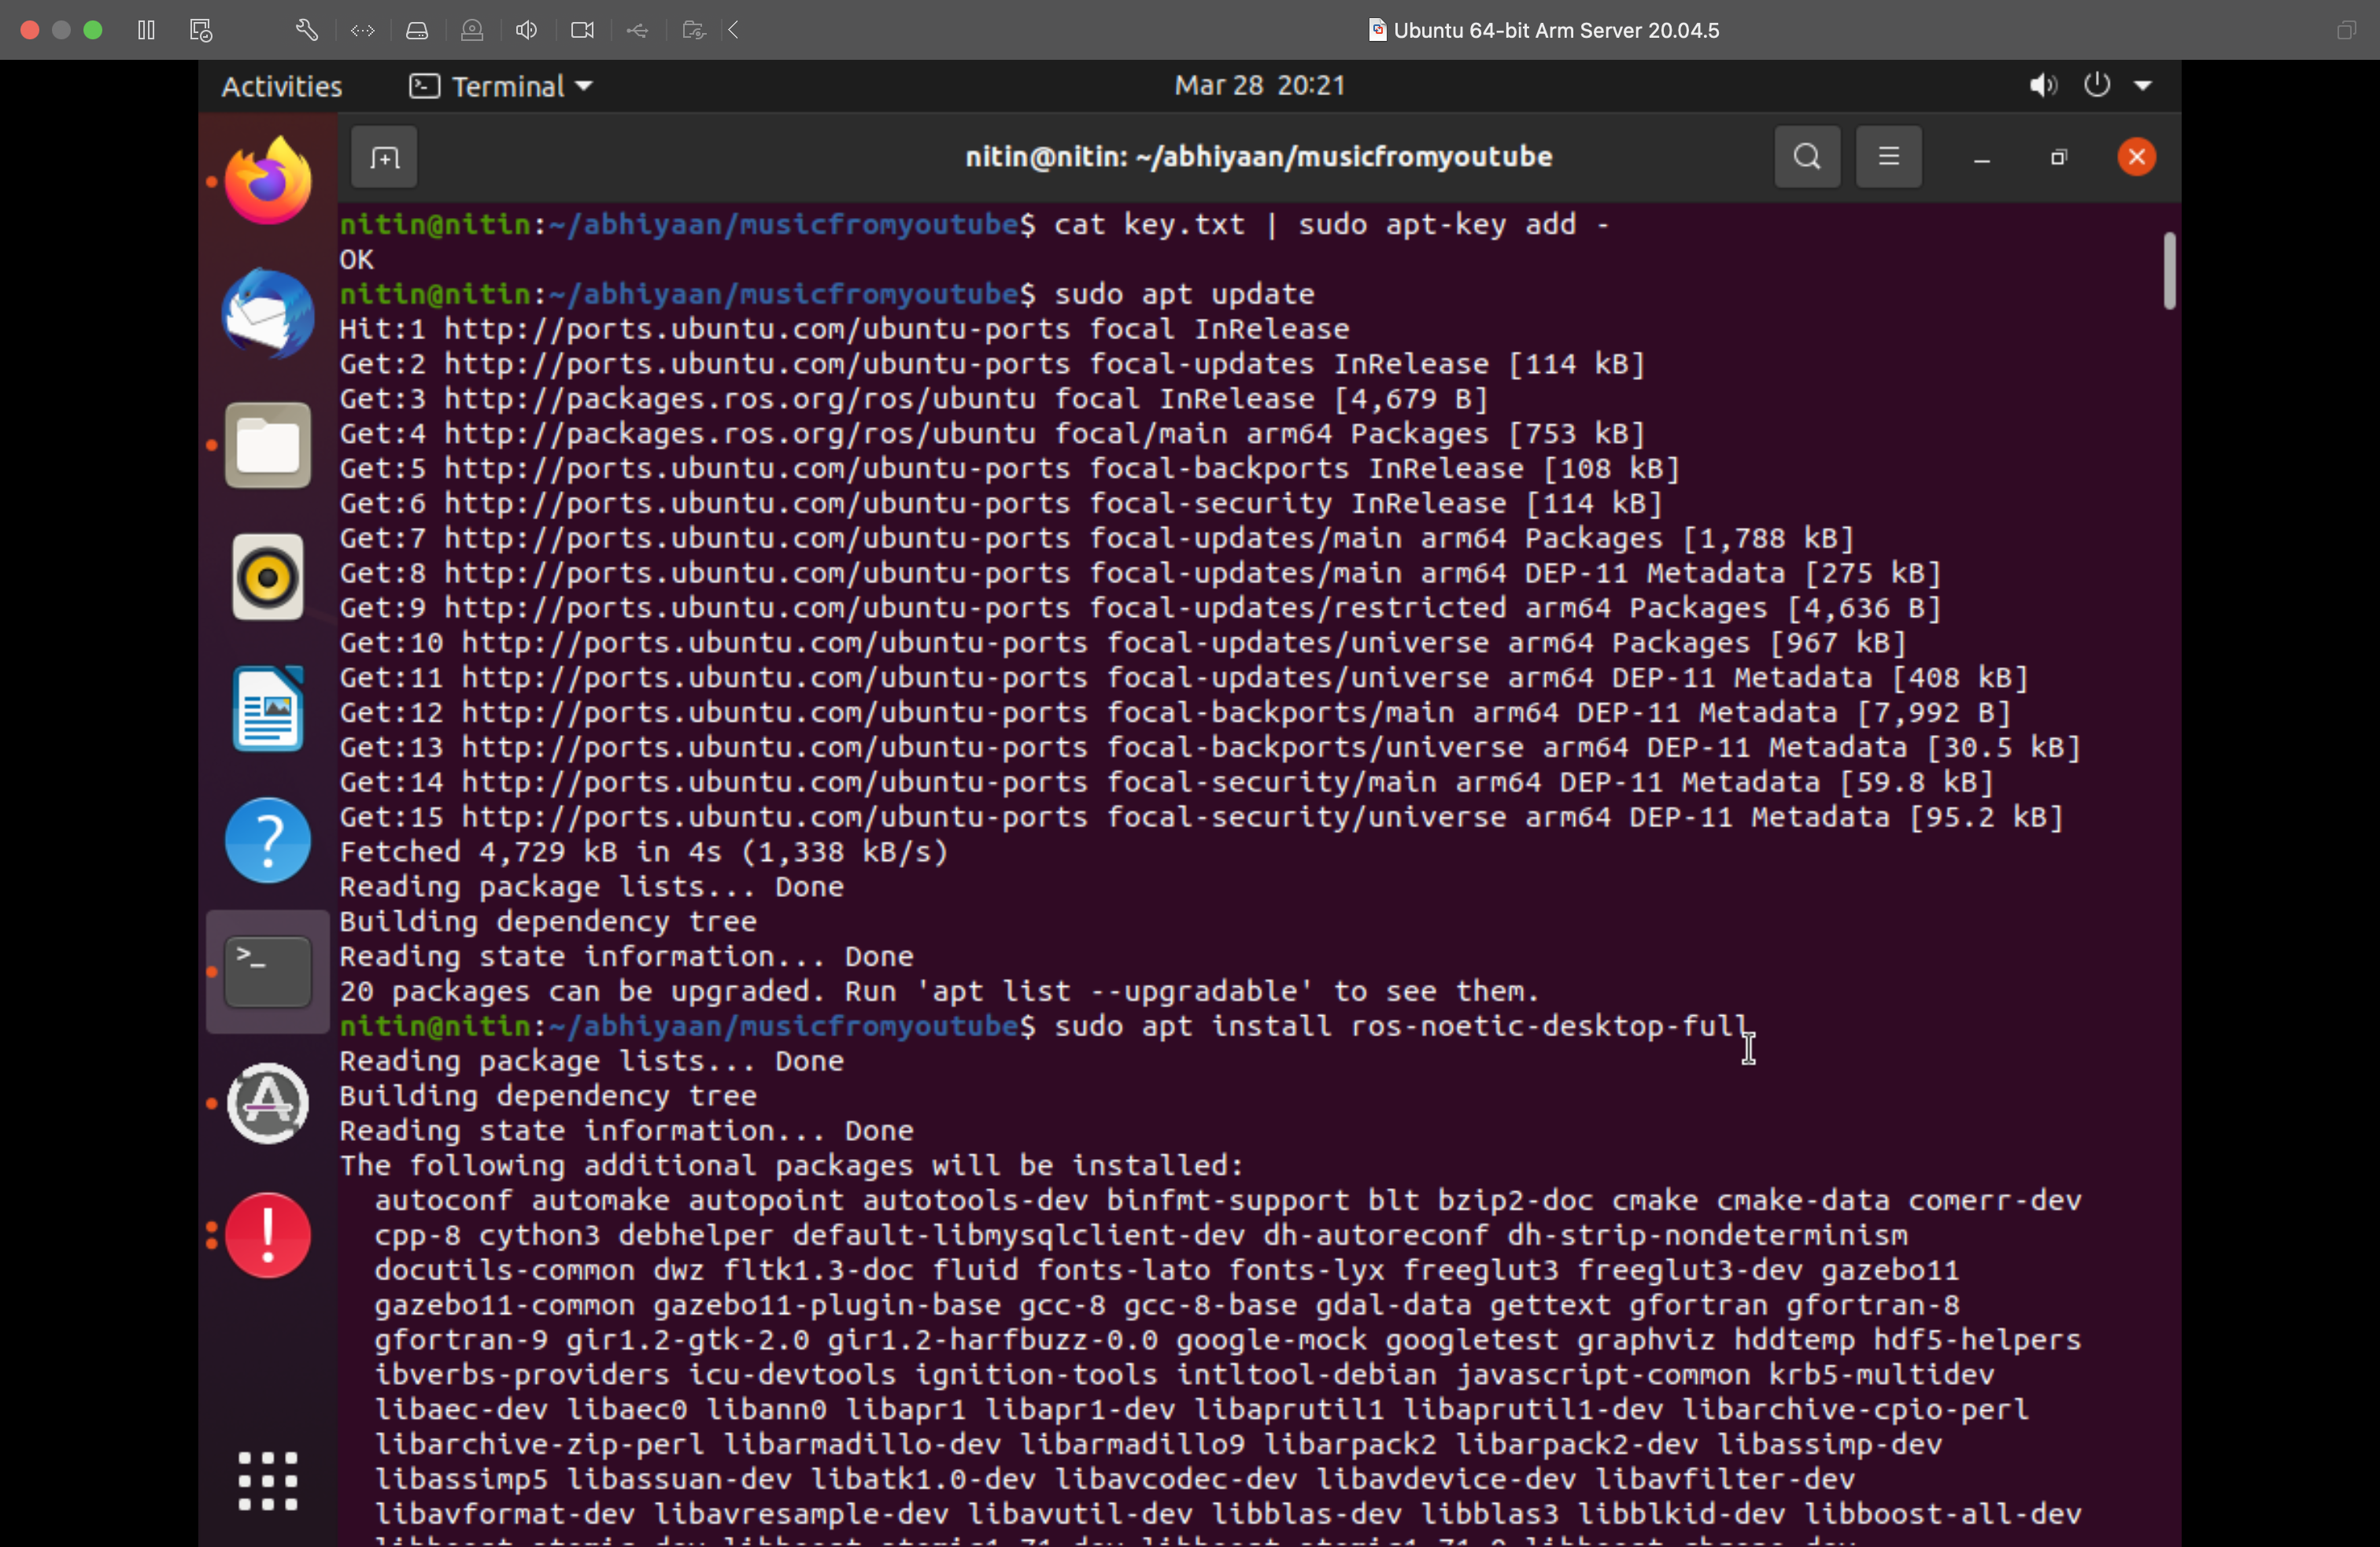 Ubuntu 64-bit Arm Server 20.04.5
Activities
Terminal
Mar 28 20:21
nitin@nitin: ~/abhiyaan/musicfromyoutube
nitin@nitin:~/abhiyaan/musicfromyoutube$ cat key.txt | sudo apt-key add -
OK
nitin@nitin:~/abhiyaan/musicfromyoutube$ sudo apt update
Hit:1 http://ports.ubuntu.com/ubuntu-ports focal InRelease
Get:2 http://ports.ubuntu.com/ubuntu-ports focal-updates InRelease [114 kB]
Get:3 http://packages.ros.org/ros/ubuntu focal InRelease [4,679 B]
Get:4 http://packages.ros.org/ros/ubuntu focal/main arm64 Packages [753 kB]
Get:5 http://ports.ubuntu.com/ubuntu-ports focal-backports InRelease [108 kB]
Get:6 http://ports.ubuntu.com/ubuntu-ports focal-security InRelease [114 kB]
Get:7 http://ports.ubuntu.com/ubuntu-ports focal-updates/main arm64 Packages [1,788 kB]
Get:8 http://ports.ubuntu.com/ubuntu-ports focal-updates/main arm64 DEP-11 Metadata [275 kB]
Get:9 http://ports.ubuntu.com/ubuntu-ports focal-updates/restricted arm64 Packages [4,636 B]
Get:10 http://ports.ubuntu.com/ubuntu-ports focal-updates/universe arm64 Packages [967 kB]
Get:11 http://ports.ubuntu.com/ubuntu-ports focal-updates/universe arm64 DEP-11 Metadata [408 kB]
Get:12 http://ports.ubuntu.com/ubuntu-ports focal-backports/main arm64 DEP-11 Metadata [7,992 B]
Get:13 http://ports.ubuntu.com/ubuntu-ports focal-backports/universe arm64 DEP-11 Metadata [30.5 kB]
Get:14 http://ports.ubuntu.com/ubuntu-ports focal-security/main arm64 DEP-11 Metadata [59.8 kB]
Get:15 http://ports.ubuntu.com/ubuntu-ports focal-security/universe arm64 DEP-11 Metadata [95.2 kB]
Fetched 4,729 kB in 4s (1,338 kB/s)
Reading package lists... Done
Building dependency tree
Reading state information... Done
20 packages can be upgraded. Run 'apt list --upgradable' to see them.
nitin@nitin:~/abhiyaan/musicfromyoutube$ sudo apt install ros-noetic-desktop-full
Reading package lists... Done
Building dependency tree
Reading state information... Done
The following additional packages will be installed:
autoconf automake autopoint autotools-dev binfmt-support blt bzip2-doc cmake cmake-data comerr-dev
cpp-8 cython3 debhelper default-libmysqlclient-dev dh-autoreconf dh-strip-nondeterminism
docutils-common dwz fltk1.3-doc fluid fonts-lato fonts-lyx freeglut3 freeglut3-dev gazebo11
gazebo11-common gazebo11-plugin-base gcc-8 gcc-8-base gdal-data gettext gfortran gfortran-8
gfortran-9 gir1.2-gtk-2.0 gir1.2-harfbuzz-0.0 google-mock googletest graphviz hddtemp hdf5-helpers
ibverbs-providers icu-devtools ignition-tools intltool-debian javascript-common krb5-multidev
libaec-dev libaec0 libann0 libapr1 libapr1-dev libaprutil1 libaprutil1-dev libarchive-cpio-perl
libarchive-zip-perl libarmadillo-dev libarmadillo9 libarpack2 libarpack2-dev libassimp-dev
libassimp5 libassuan-dev libatk1.0-dev libavcodec-dev libavdevice-dev libavfilter-dev
libavformat-dev libavresample-dev libavutil-dev libblas-dev libblas3 libblkid-dev libboost-all-dev